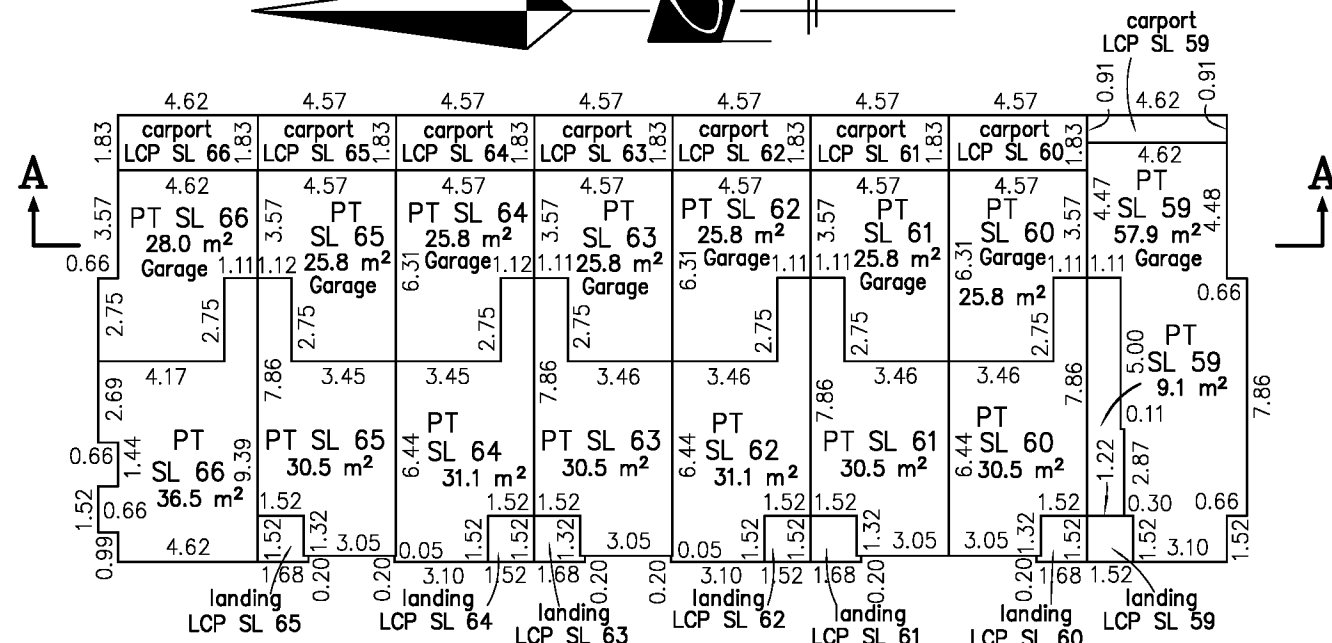 carport
LCP SL 59
0.91
0.91
4.62
4.57
4.57
4.57
4.57
4.57
4.57
4.62
1.83
carport
LCP SL 66
1.83
carport
LCP SL 65
1.83
carport
LCP SL 64
1.83
carport
LCP SL 63
1.83
carport
LCP SL 62
1.83
carport
LCP SL 61
1.83
carport
LCP SL 60
1.83
4.62
A
A
4.62
4.57
4.57
4.57
4.57
4.57
4.57
3.57
PT SL 66
28.0 m²
Garage
3.57
PT
SL 65
25.8 m²
Garage
PT SL 64
25.8 m²
Garage
6.31
3.57
PT
SL 63
25.8 m²
Garage
PT SL 62
25.8 m²
Garage
6.31
3.57
PT
SL 61
25.8 m²
Garage
PT
SL 60
6.31
Garage
25.8 m²
3.57
4.47
PT
SL 59
57.9 m²
Garage
4.48
0.66
1.11
1.12
1.12
1.11
1.11
1.11
1.11
1.11
0.66
2.75
2.75
2.75
2.75
2.75
2.75
2.75
2.75
5.00
PT
SL 59
9.1 m²
4.17
3.45
3.45
3.46
3.46
3.46
3.46
2.69
7.86
7.86
7.86
7.86
7.86
0.11
0.66
1.44
PT
SL 66
36.5 m²
9.39
PT SL 65
30.5 m²
6.44
PT
SL 64
31.1 m²
PT SL 63
30.5 m²
6.44
PT
SL 62
31.1 m²
PT SL 61
30.5 m²
6.44
PT
SL 60
30.5 m²
1.22
2.87
1.52
0.66
1.52
1.52
1.52
1.52
1.52
1.52
0.30
0.66
0.99
4.62
1.52
1.32
3.05
0.05
1.52
1.52
1.32
3.05
0.05
1.52
1.52
1.32
3.05
3.05
1.32
1.52
1.52
3.10
1.52
1.68
0.20
0.20
3.10
1.52
1.68
0.20
0.20
3.10
1.52
1.68
0.20
0.20
1.68
1.52
landing
LCP SL 65
landing
LCP SL 64
landing
LCP SL 63
landing
LCP SL 62
landing
LCP SL 61
landing
LCP SL 60
landing
LCP SL 59